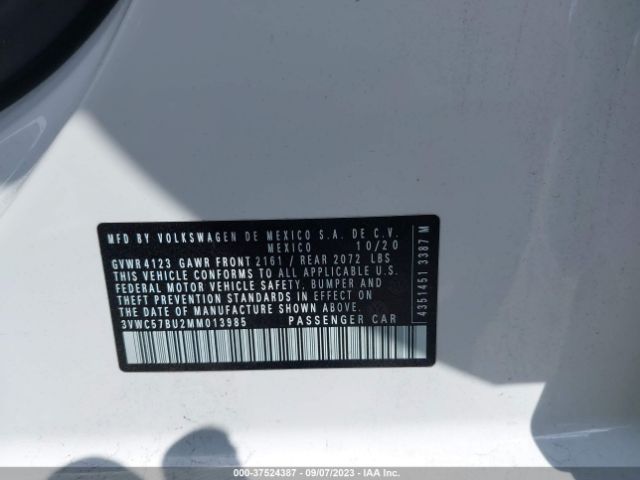 MFD BY VOLKSWAGEN DE MEXICO S.A. DE C.V.
MEXICO 10/20
GVWR 4123 GAWR FRONT 2161 / REAR 2072 LBS
THIS VEHICLE CONFORMS TO ALL APPLICABLE U.S.
FEDERAL MOTOR VEHICLE SAFETY, BUMPER AND
THEFT PREVENTION STANDARDS IN EFFECT ON
THE DATE OF MANUFACTURE SHOWN ABOVE.
3VWC57BU2MM013985 PASSENGER CAR
4351451 3387 M
000-37524387 - 09/07/2023 - IAA Inc.